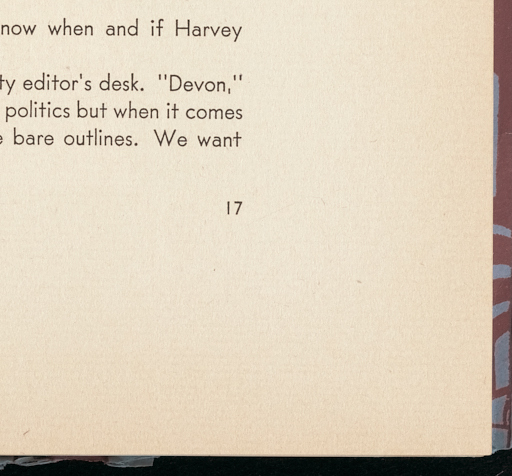 now when and if Harvey
ty editor's desk. "Devon,"
politics but when it comes
bare outlines. We want
17